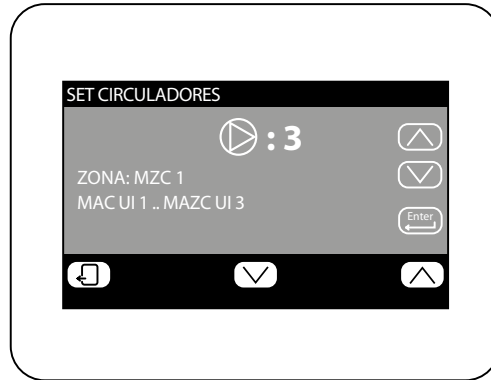 SET CIRCULADORES
: 3
ZONA: MZC 1
MAC UI 1 .. MAZC UI 3
Enter